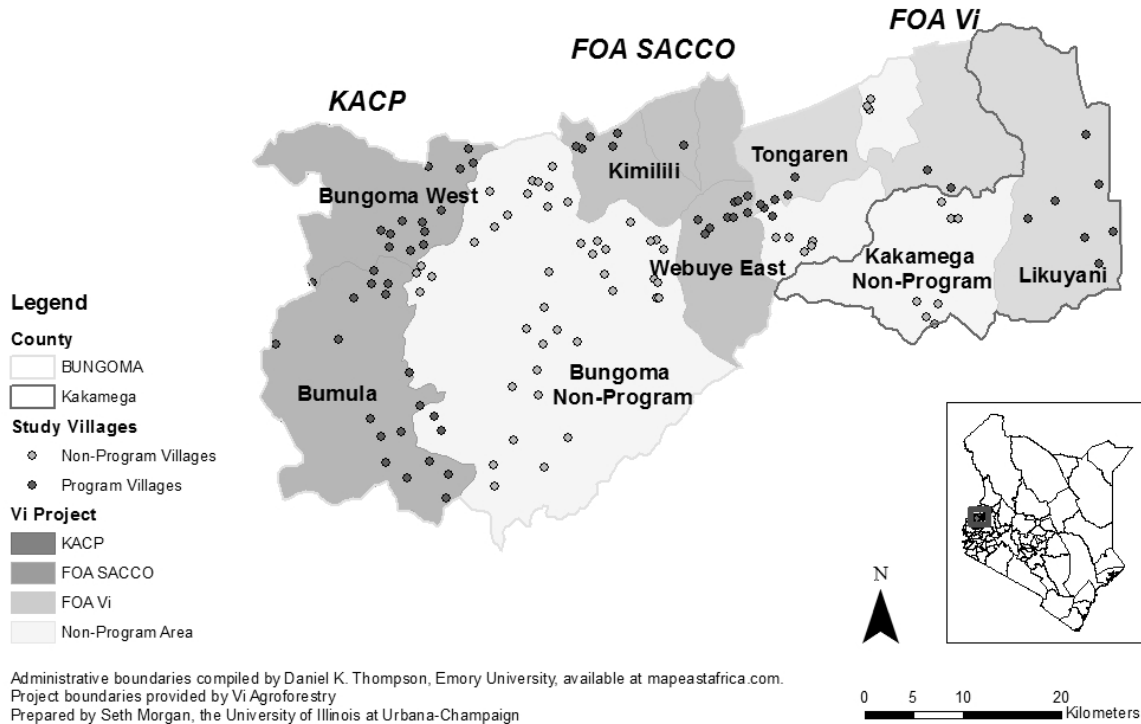 FOA Vi
FOA SACCO
KACP
Tongaren
Kimilili
Bungoma West
Webuye East
Kakamega
Non-Program
Likuyani
Bumula
Bungoma
Non-Program
Legend
County
BUNGOMA
Kakamega
Study Villages
Non-Program Villages
Program Villages
Vi Project
KACP
FOA SACCO
FOA Vi
Non-Program Area
N
Administrative boundaries compiled by Daniel K. Thompson, Emory University, available at mapeastafrica.com.
Project boundaries provided by Vi Agroforestry
Prepared by Seth Morgan, the University of Illinois at Urbana-Champaign
0 5 10 20
Kilometers